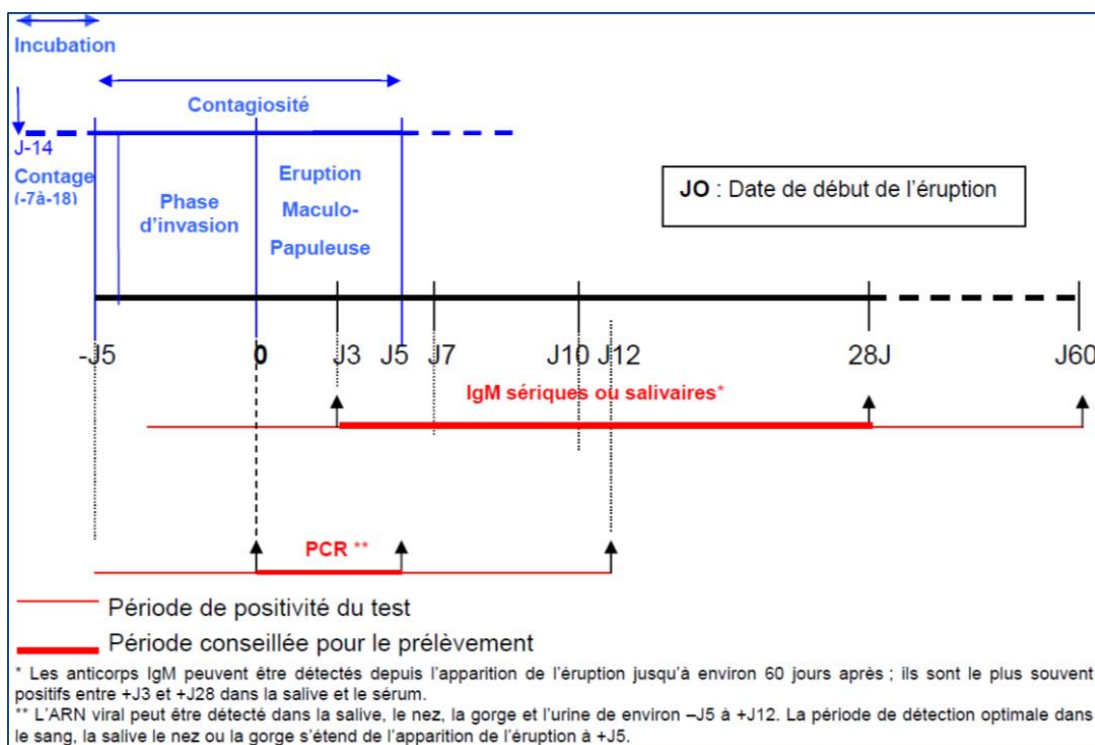 Incubation
Contagiosité
J-14
Contage
(-7à-18)
Phase
d'invasion
Eruption
Maculo-
Papuleuse
JO : Date de début de l'éruption
-J5 0 J3 J5 J7 J10 J12 28J J60
IgM sériques ou salivaires*
PCR **
Période de positivité du test
Période conseillée pour le prélèvement
* Les anticorps IgM peuvent être détectés depuis l'apparition de l'éruption jusqu'à environ 60 jours après ; ils sont le plus souvent
positifs entre +J3 et +J28 dans la salive et le sérum.
** L'ARN viral peut être détecté dans la salive, le nez, la gorge et l'urine de environ –J5 à +J12. La période de détection optimale dans
le sang, la salive le nez ou la gorge s'étend de l'apparition de l'éruption à +J5.